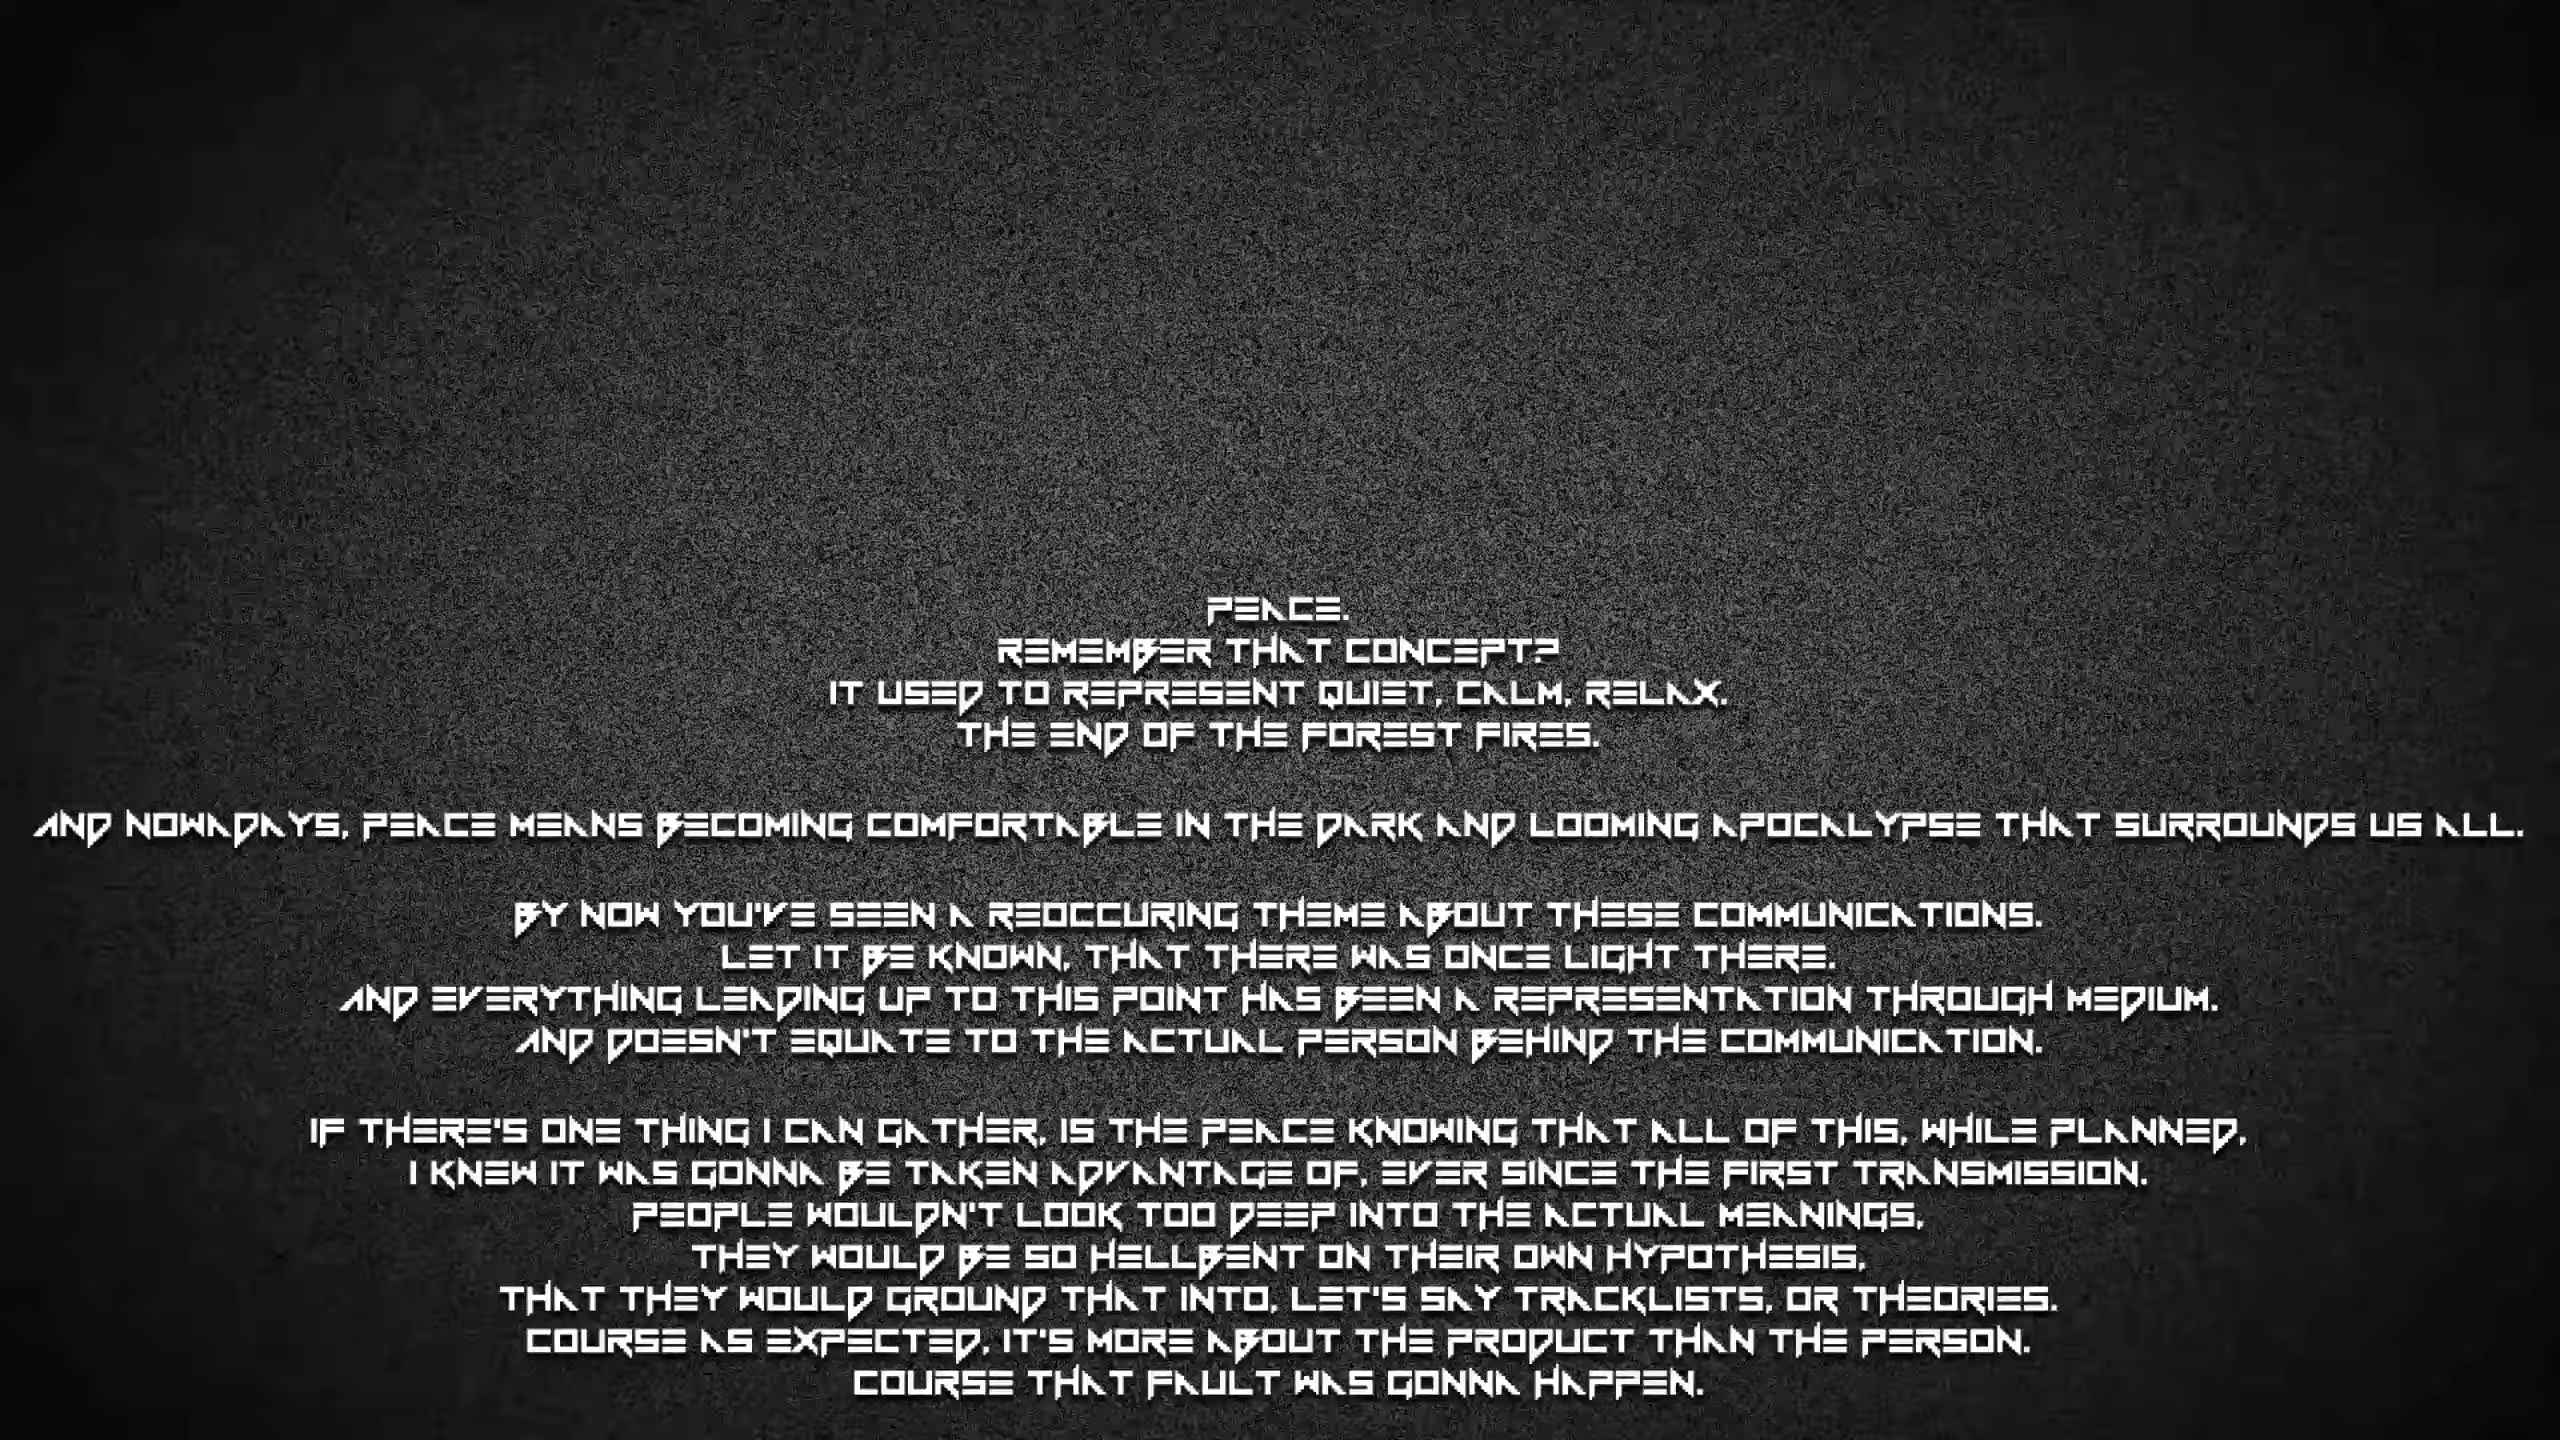 PEACE.
REMEMBER THAT CONCEPT?
IT USED TO REPRESENT QUIET, CALM, RELAX.
THE END OF THE FOREST FIRES.
AND NOWADAYS, PEACE MEANS BECOMING COMFORTABLE IN THE DARK AND LOOMING APOCALYPSE THAT SURROUNDS US ALL.
BY NOW YOU'VE SEEN A REOCCURING THEME ABOUT THESE COMMUNICATIONS.
LET IT BE KNOWN, THAT THERE WAS ONCE LIGHT THERE.
AND EVERYTHING LEADING UP TO THIS POINT HAS BEEN A REPRESENTATION THROUGH MEDIUM.
AND DOESN'T EQUATE TO THE ACTUAL PERSON BEHIND THE COMMUNICATION.
IF THERE'S ONE THING I CAN GATHER, IS THE PEACE KNOWING THAT ALL OF THIS, WHILE PLANNED,
I KNEW IT WAS GONNA BE TAKEN ADVANTAGE OF, EVER SINCE THE FIRST TRANSMISSION.
PEOPLE WOULDN'T LOOK TOO DEEP INTO THE ACTUAL MEANINGS,
THEY WOULD BE SO HELLBENT ON THEIR OWN HYPOTHESIS,
THAT THEY WOULD GROUND THAT INTO, LET'S SAY TRACKLISTS, OR THEORIES.
COURSE AS EXPECTED, IT'S MORE ABOUT THE PRODUCT THAN THE PERSON.
COURSE THAT FAULT WAS GONNA HAPPEN.